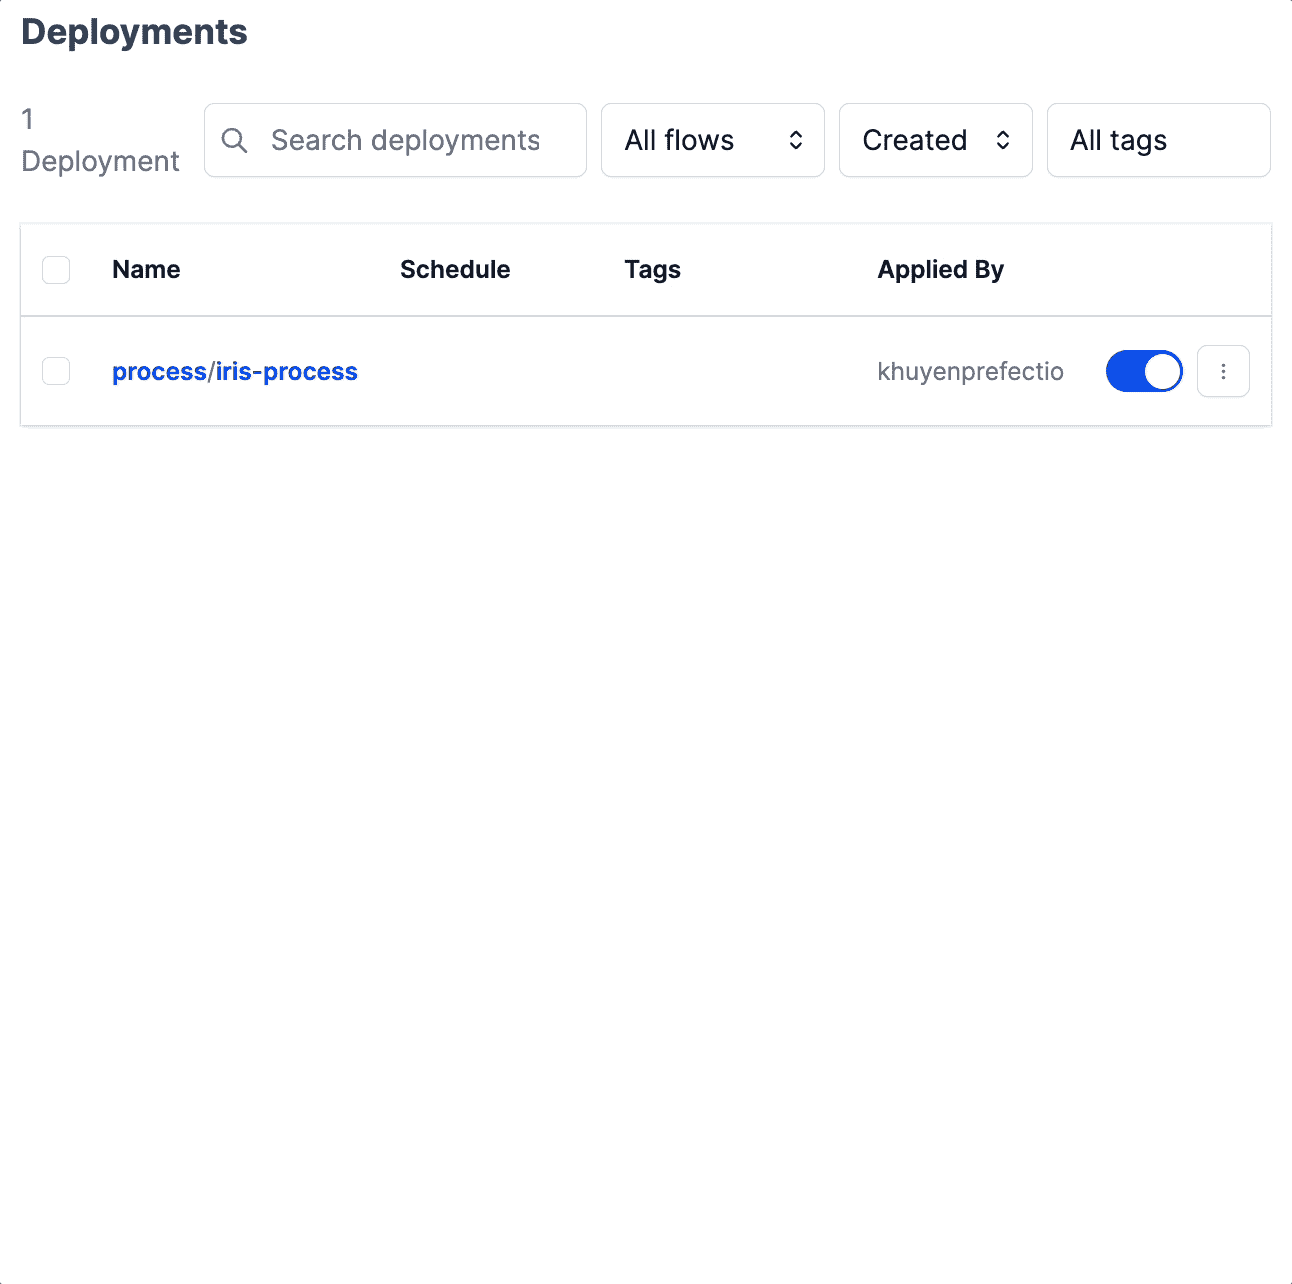 Deployments
1
Deployment
Search deployments
All flows
Created
All tags
Name Schedule Tags Applied By
process/iris-process khuyenprefectio